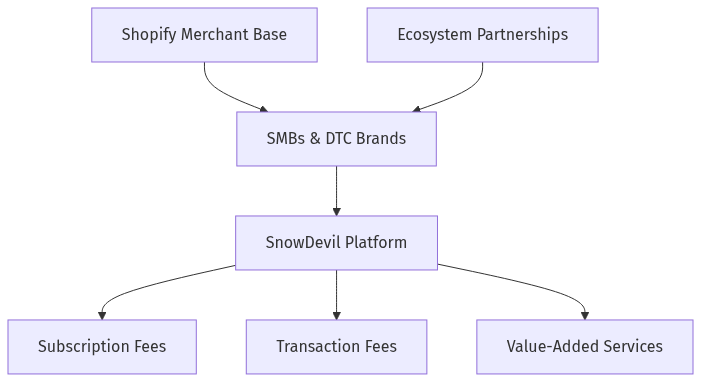 Shopify Merchant Base
Ecosystem Partnerships
SMBs & DTC Brands
SnowDevil Platform
Subscription Fees
Transaction Fees
Value-Added Services